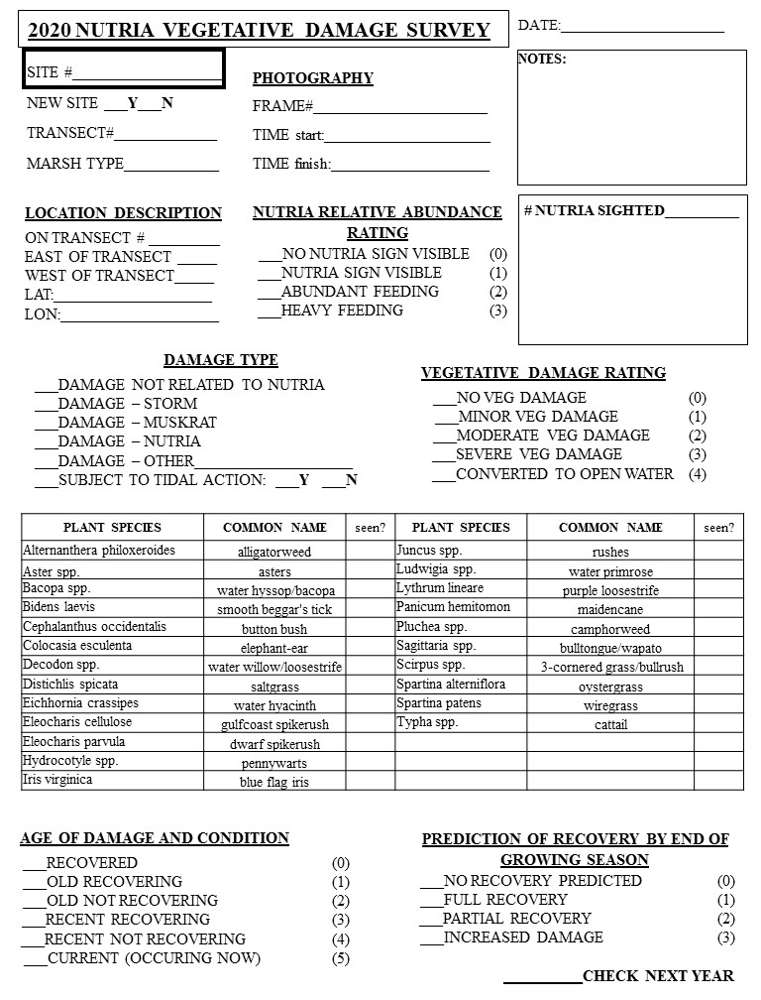 2020 NUTRIA VEGETATIVE DAMAGE SURVEY
DATE:_____________________
SITE #___________________
NEW SITE ___Y___N
TRANSECT#_____________
MARSH TYPE____________
PHOTOGRAPHY
FRAME#______________________
TIME start:_____________________
TIME finish:____________________
NOTES:
LOCATION DESCRIPTION
ON TRANSECT # _________
EAST OF TRANSECT _____
WEST OF TRANSECT_____
LAT:____________________
LON:____________________
NUTRIA RELATIVE ABUNDANCE
RATING
___NO NUTRIA SIGN VISIBLE (0)
___NUTRIA SIGN VISIBLE (1)
___ABUNDANT FEEDING (2)
___HEAVY FEEDING (3)
# NUTRIA SIGHTED__________
DAMAGE TYPE
___DAMAGE NOT RELATED TO NUTRIA
___DAMAGE – STORM
___DAMAGE – MUSKRAT
___DAMAGE – NUTRIA
___DAMAGE – OTHER____________________
___SUBJECT TO TIDAL ACTION: ___Y ___N
VEGETATIVE DAMAGE RATING
___NO VEG DAMAGE (0)
___MINOR VEG DAMAGE (1)
___MODERATE VEG DAMAGE (2)
___SEVERE VEG DAMAGE (3)
___CONVERTED TO OPEN WATER (4)
PLANT SPECIES COMMON NAME seen? PLANT SPECIES COMMON NAME seen?
Alternanthera philoxeroides alligatorweed Juncus spp. rushes
Aster spp. asters Ludwigia spp. water primrose
Bacopa spp. water hyssop/bacopa Lythrum lineare purple loosestrife
Bidens laevis smooth beggar's tick Panicum hemitomon maidencane
Cephalanthus occidentalis button bush Pluchea spp. camphorweed
Colocasia esculenta elephant-ear Sagittaria spp. bulltongue/wapato
Decodon spp. water willow/loosestrife Scirpus spp. 3-cornered grass/bullrush
Distichlis spicata saltgrass Spartina alterniflora oystergrass
Eichhornia crassipes water hyacinth Spartina patens wiregrass
Eleocharis cellulose gulfcoast spikerush Typha spp. cattail
Eleocharis parvula dwarf spikerush
Hydrocotyle spp. pennywarts
Iris virginica blue flag iris
AGE OF DAMAGE AND CONDITION
___RECOVERED (0)
___OLD RECOVERING (1)
___OLD NOT RECOVERING (2)
___RECENT RECOVERING (3)
___RECENT NOT RECOVERING (4)
___CURRENT (OCCURING NOW) (5)
PREDICTION OF RECOVERY BY END OF
GROWING SEASON
___NO RECOVERY PREDICTED (0)
___FULL RECOVERY (1)
___PARTIAL RECOVERY (2)
___INCREASED DAMAGE (3)
__________CHECK NEXT YEAR